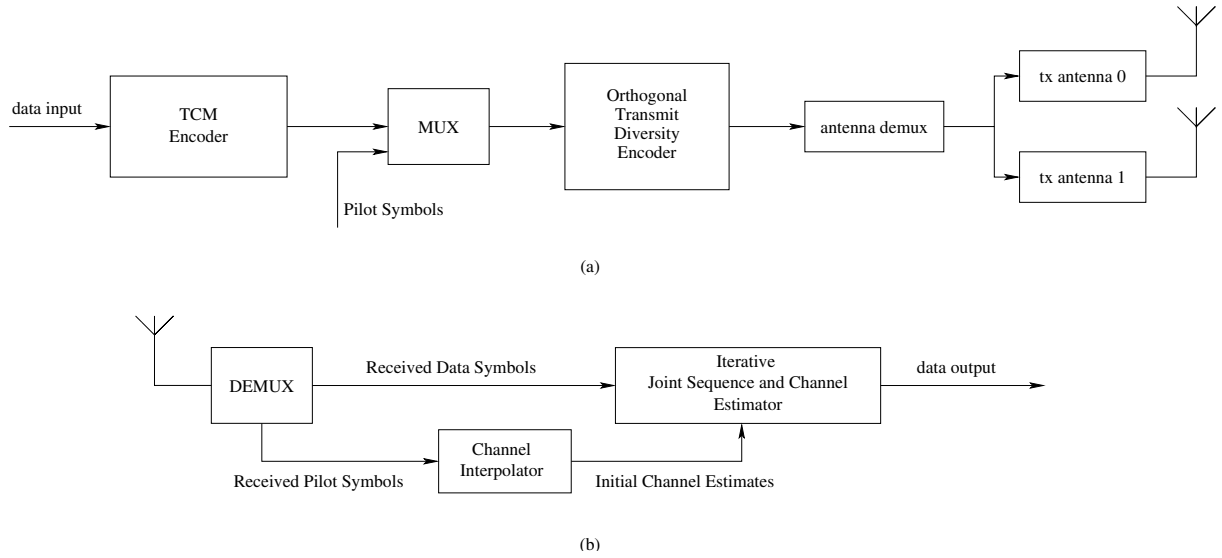 data input
TCM
Encoder
MUX
Pilot Symbols
Orthogonal
Transmit
Diversity
Encoder
antenna demux
tx antenna 0
tx antenna 1
(a)
DEMUX
Received Data Symbols
Received Pilot Symbols
Channel
Interpolator
Initial Channel Estimates
Iterative
Joint Sequence and Channel
Estimator
data output
(b)